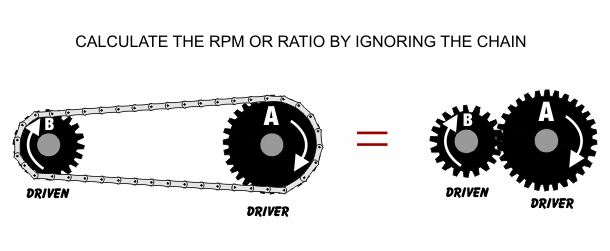 CALCULATE THE RPM OR RATIO BY IGNORING THE CHAIN
B
A
DRIVEN
DRIVER
=
B
A
DRIVEN
DRIVER